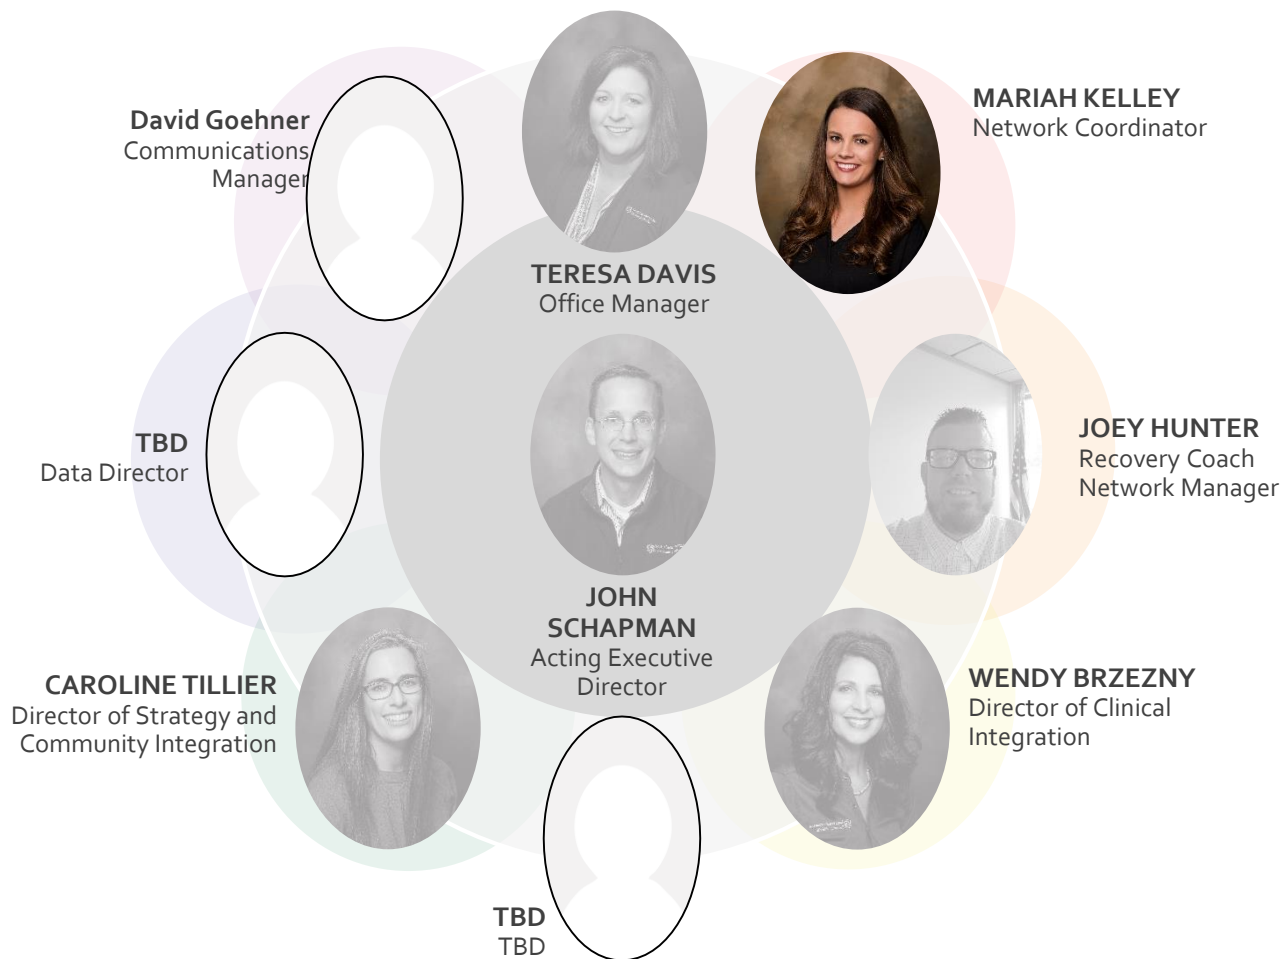 David Goehner
Communications
Manager
TERESA DAVIS
Office Manager
MARIAH KELLEY
Network Coordinator
TBD
Data Director
JOHN
SCHAPMAN
Acting Executive
Director
JOEY HUNTER
Recovery Coach
Network Manager
CAROLINE TILLIER
Director of Strategy and
Community Integration
WENDY BRZEZNY
Director of Clinical
Integration
TBD
TBD